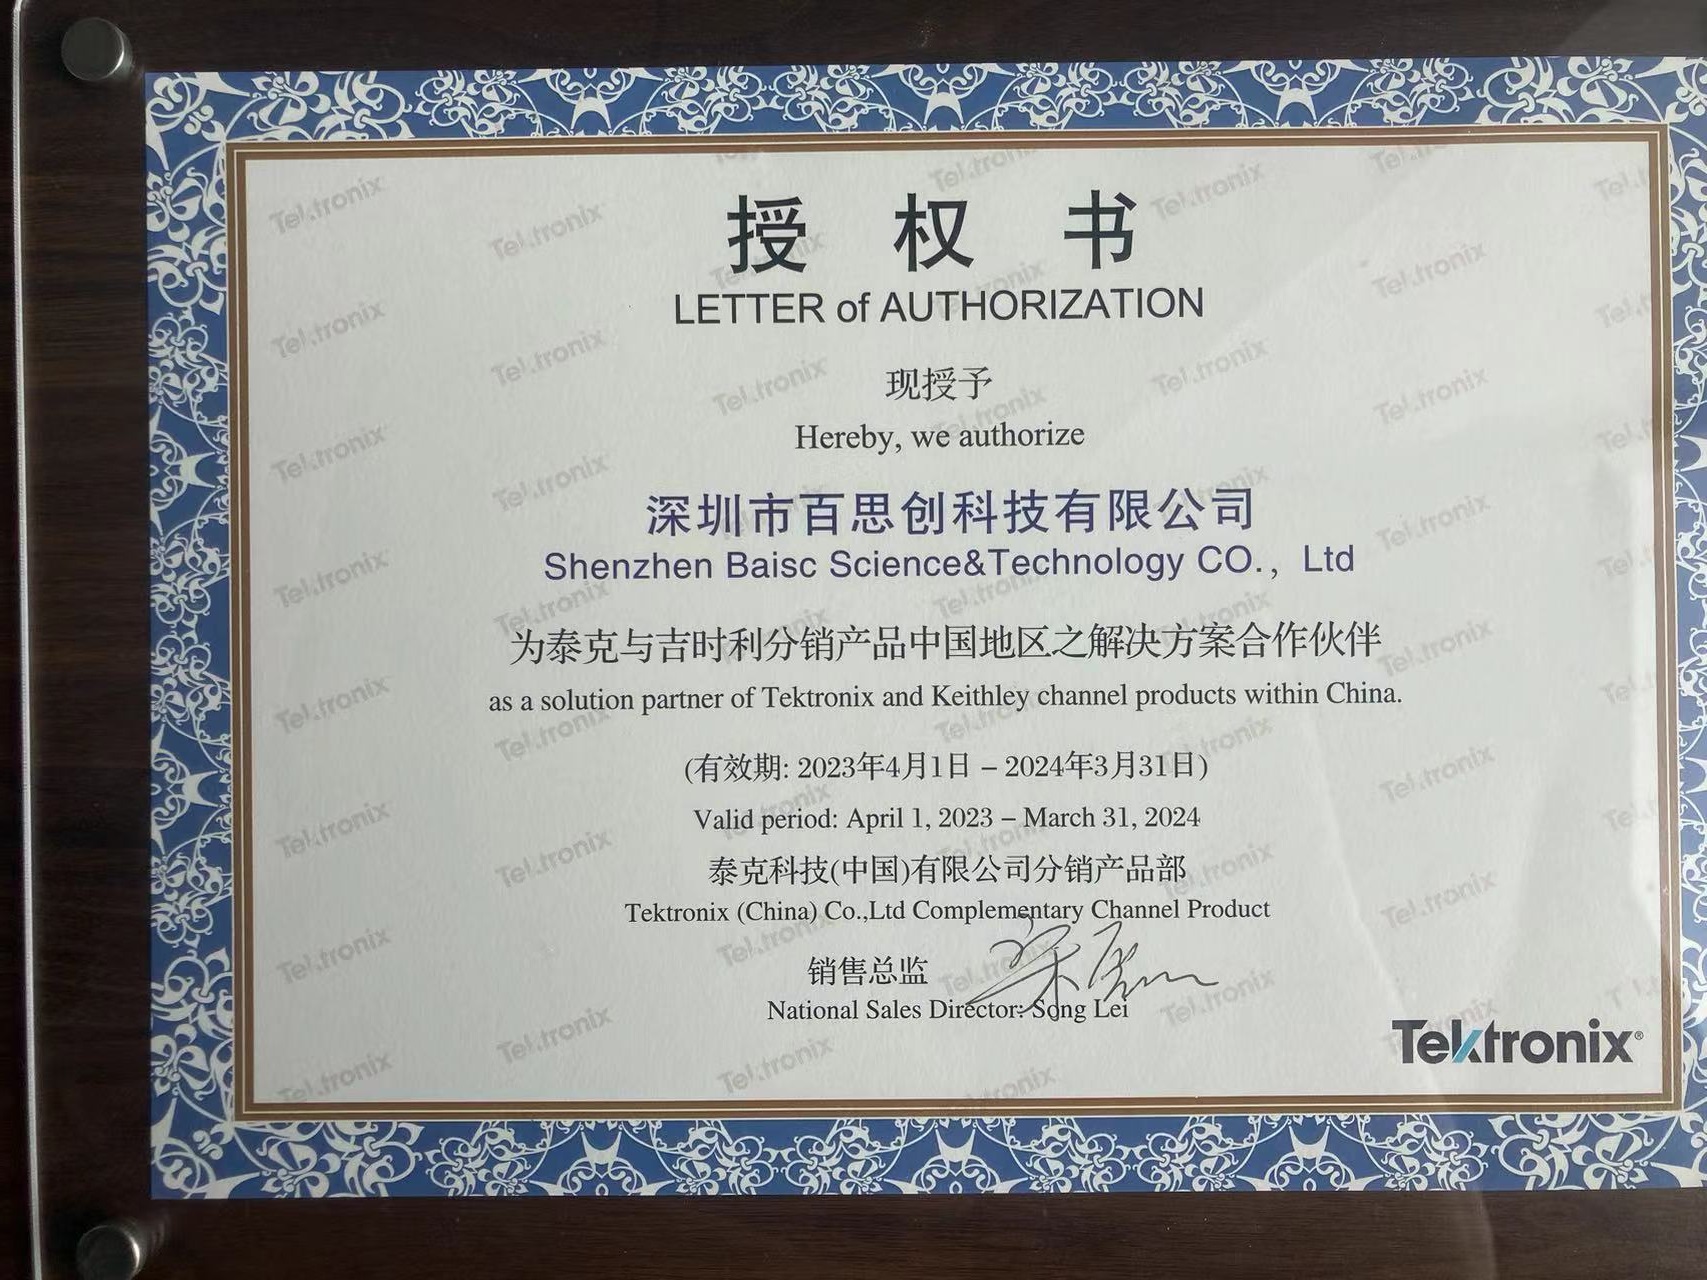 授权书
LETTER of AUTHORIZATION
现授予
Hereby, we authorize
深圳市百思创科技有限公司
Shenzhen Baisc Science&Technology CO.，Ltd
为泰克与吉时利分销产品中国地区之解决方案合作伙伴
as a solution partner of Tektronix and Keithley channel products within China.
(有效期: 2023年4月1日 – 2024年3月31日)
Valid period: April 1, 2023 – March 31, 2024
泰克科技(中国)有限公司分销产品部
Tektronix (China) Co.,Ltd Complementary Channel Product
销售总监
National Sales Director: Song Lei
Tektronix®